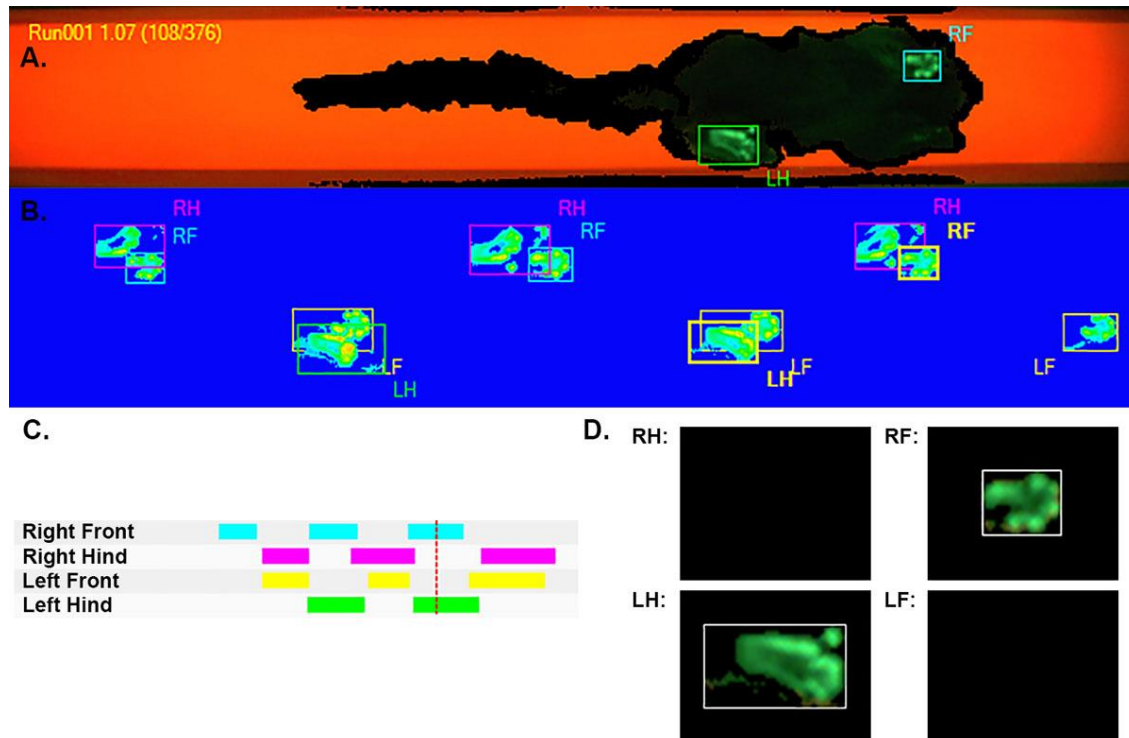 Run001 1.07 (108/376)
A.
RF
LH
B.
RH
RF
RH
RF
RH
RF
LF
LH
LH
LF
LF
C.
D.
RH:
RF:
Right Front
Right Hind
Left Front
Left Hind
LH:
LF: